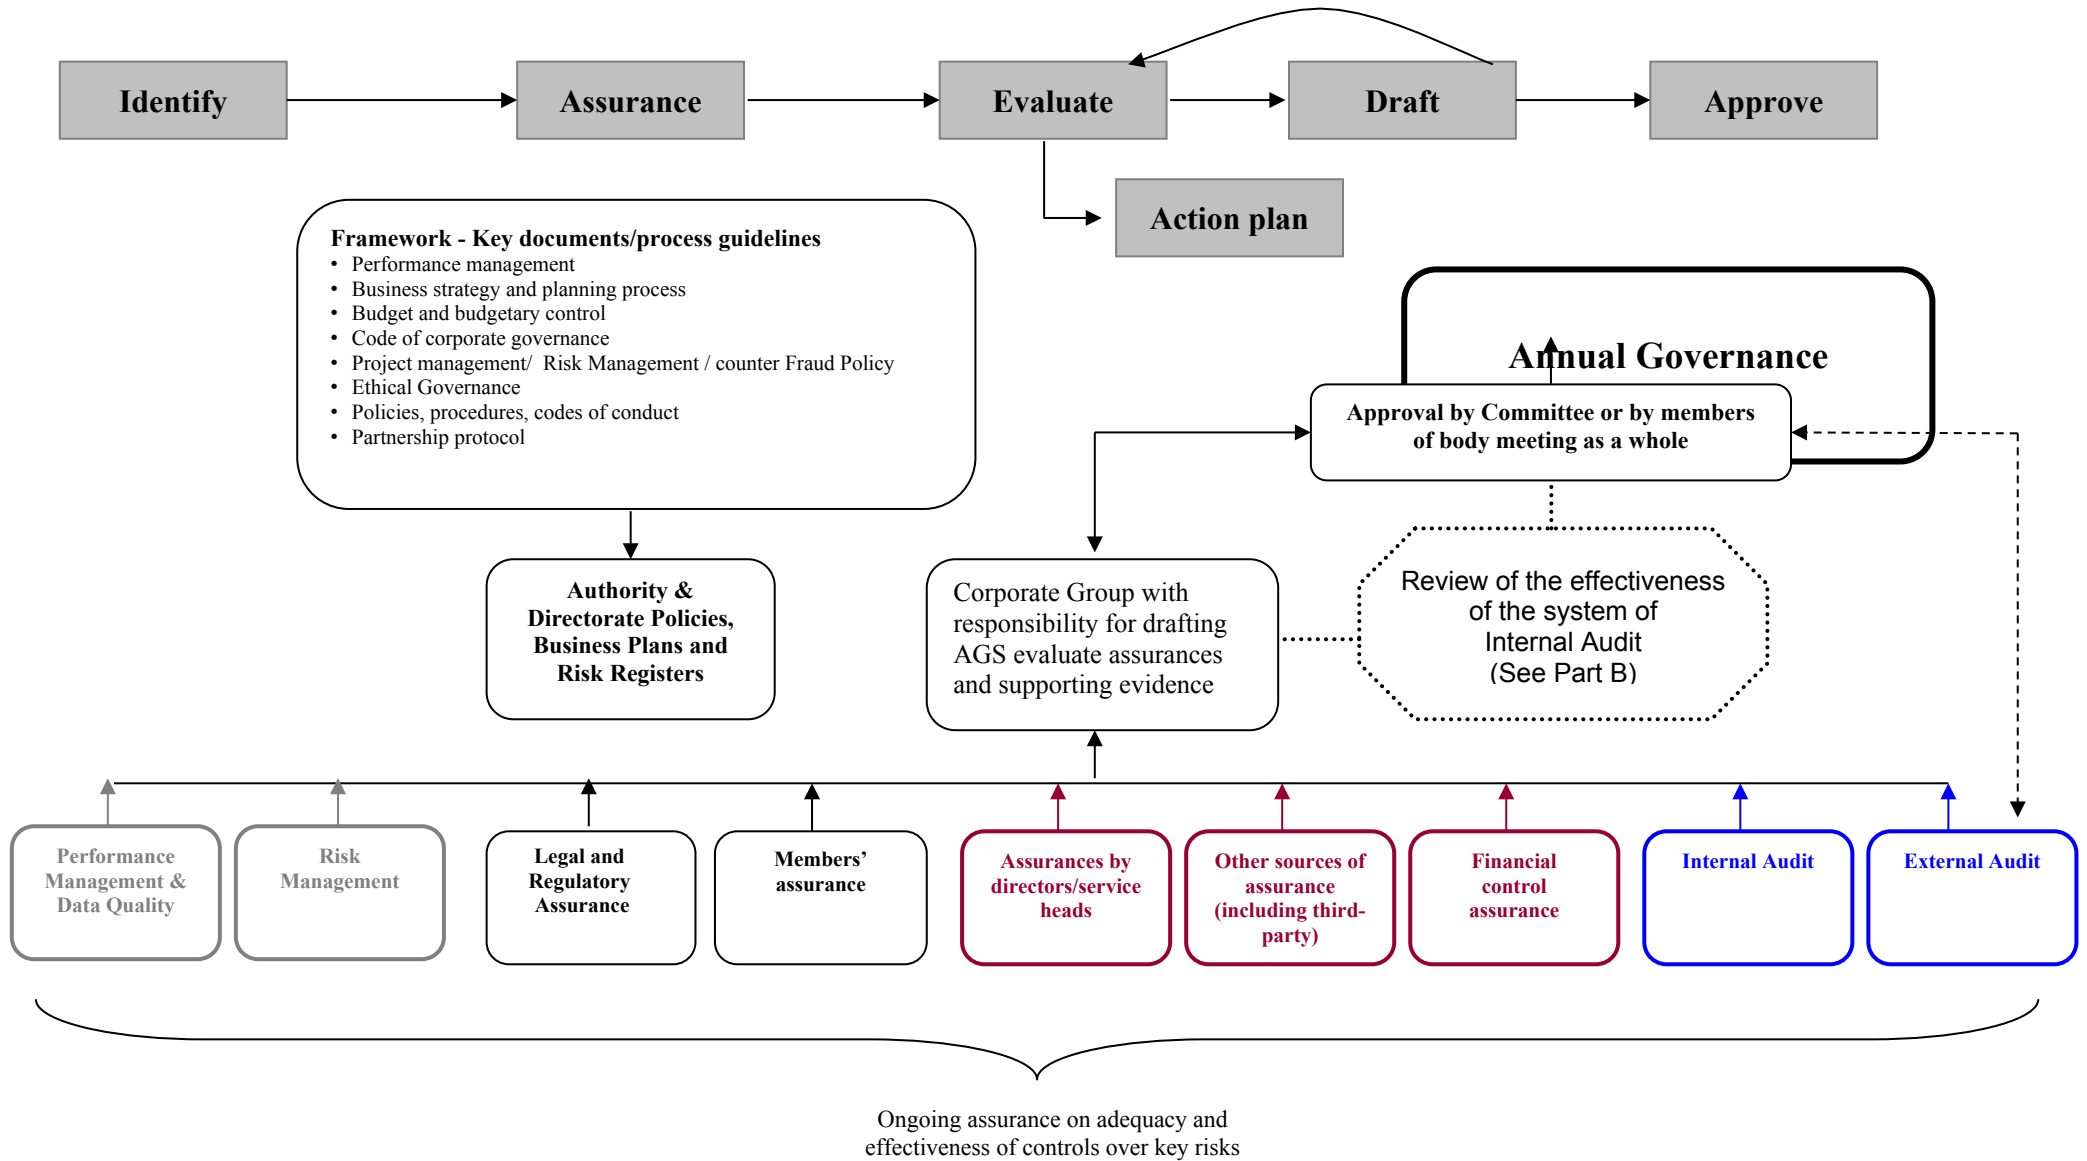 Identify
Assurance
Evaluate
Draft
Approve
Action plan
Framework - Key documents/process guidelines
• Performance management
• Business strategy and planning process
• Budget and budgetary control
• Code of corporate governance
• Project management/ Risk Management / counter Fraud Policy
• Ethical Governance
• Policies, procedures, codes of conduct
• Partnership protocol
Annual Governance
Approval by Committee or by members
of body meeting as a whole
Authority &
Directorate Policies,
Business Plans and
Risk Registers
Corporate Group with
responsibility for drafting
AGS evaluate assurances
and supporting evidence
Review of the effectiveness
of the system of
Internal Audit
(See Part B)
Performance
Management &
Data Quality
Risk
Management
Legal and
Regulatory
Assurance
Members’
assurance
Assurances by
directors/service
heads
Other sources of
assurance
(including third-
party)
Financial
control
assurance
Internal Audit
External Audit
Ongoing assurance on adequacy and
effectiveness of controls over key risks